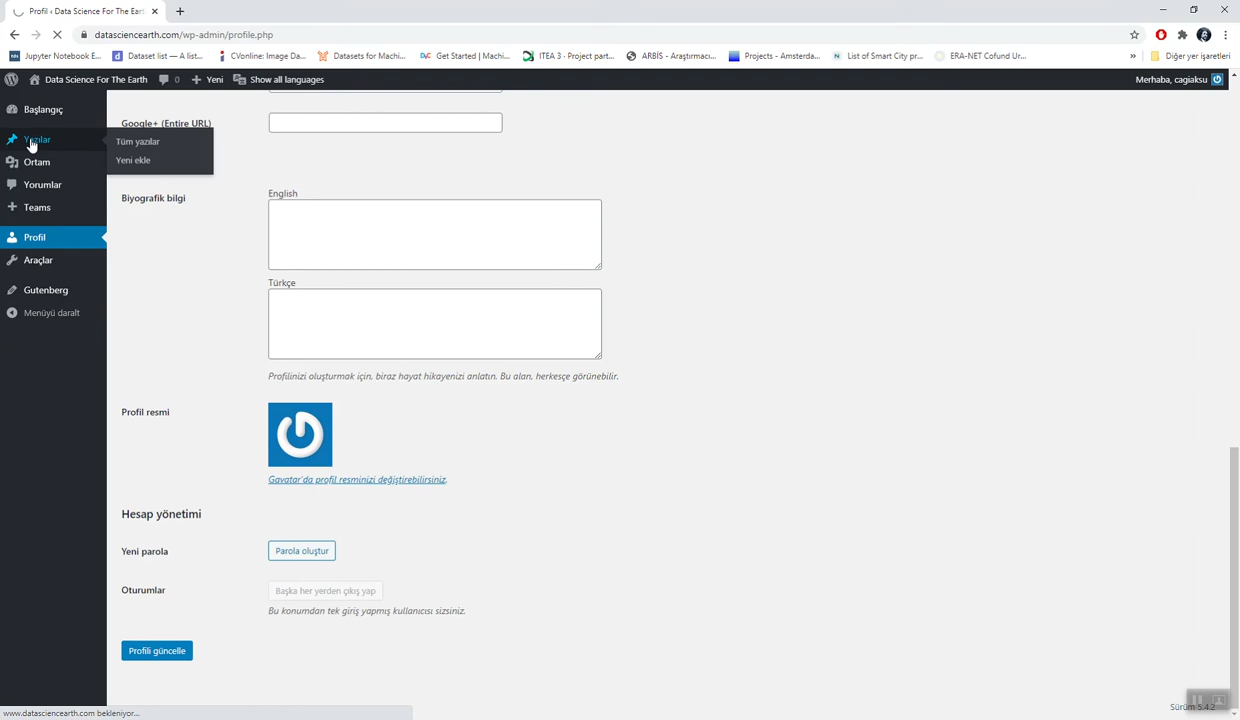 Profil ‹ Data Science For The Earth
datascienceearth.com/wp-admin/profile.php
Jupyter Notebook E... Dataset list — A list... CVonline: Image Da... Datasets for Machi... Get Started | Machi... ITEA 3 · Project part... ARBİS - Araştırmacı... Projects - Amsterda... List of Smart City pr... ERA-NET Cofund Ur... » Diğer yer işaretleri
Data Science For The Earth 0 Yeni Show all languages Merhaba, cagiaksu
Başlangıç
Yazılar
Tüm yazılar
Yeni ekle
Ortam
Yorumlar
Teams
Profil
Araçlar
Gutenberg
Menüyü daralt
Google+ (Entire URL)
Biyografik bilgi
English
Türkçe
Profilinizi oluşturmak için, biraz hayat hikayenizi anlatın. Bu alan, herkesçe görünebilir.
Profil resmi
Gavatar'da profil resminizi değiştirebilirsiniz.
Hesap yönetimi
Yeni parola
Parola oluştur
Oturumlar
Başka her yerden çıkış yap
Bu konumdan tek giriş yapmış kullanıcısı sizsiniz.
Profili güncelle
Sürüm 5.4.2
www.datascienceearth.com bekleniyor...